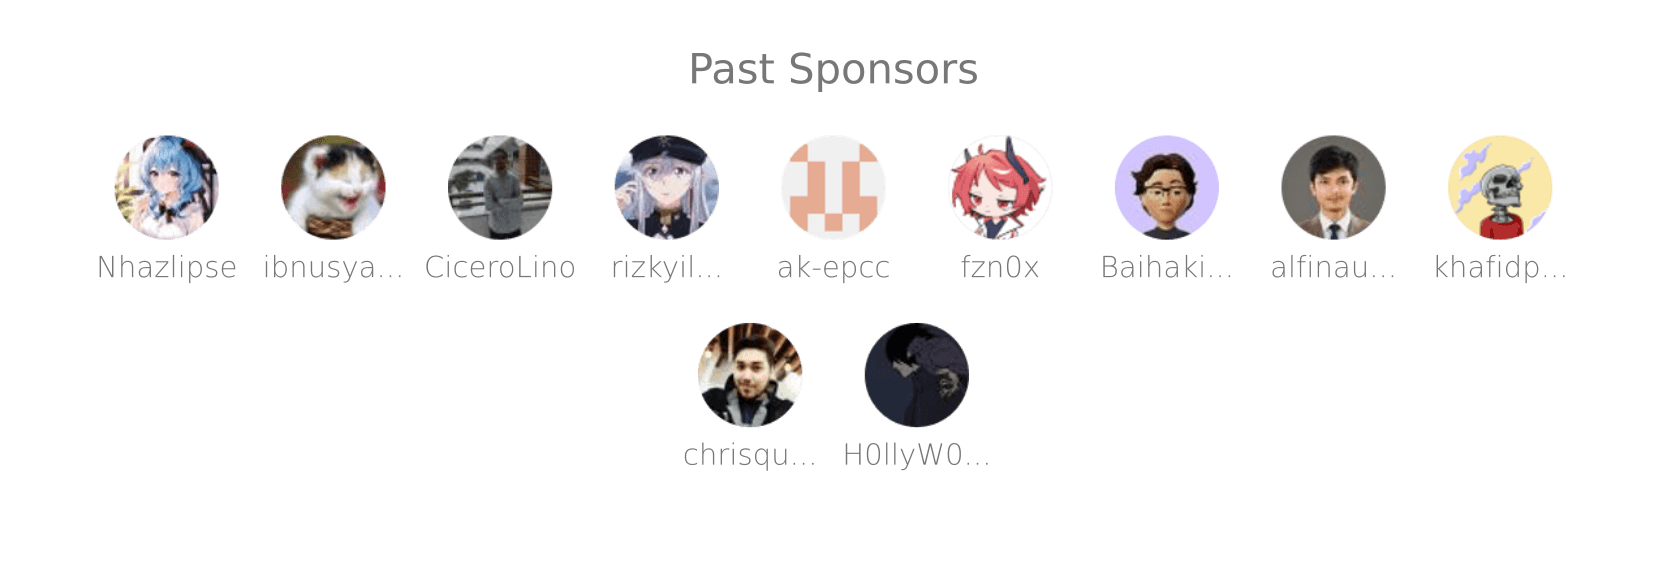 Past Sponsors
Nhazlipse ibnusya... CiceroLino rizkyil... ak-epcc fzn0x Baihaki... alfinau... khafidp...
chrisqu... H0llyW0...